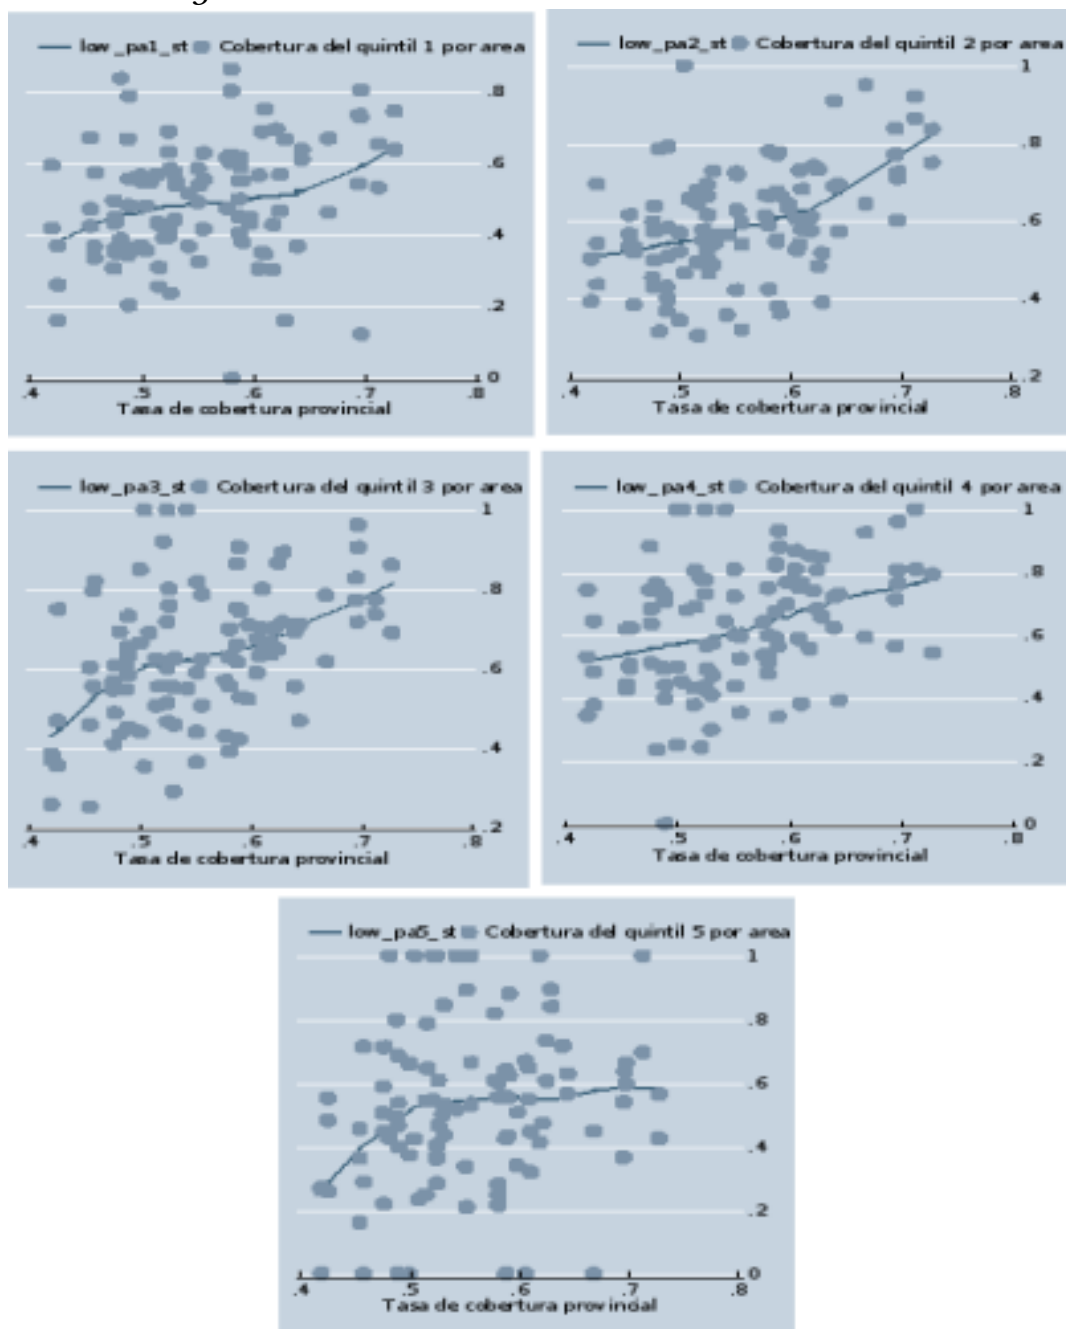 low_pa1_st Cobertura del quintil 1 por area
.8
.6
.4
.2
0
.4 .5 .6 .7 .8
Tasa de cobertura provincial
low_pa2_st Cobertura del quintil 2 por area
1
.8
.6
.4
.2
.4 .5 .6 .7 .8
Tasa de cobertura provincial
low_pa3_st Cobertura del quintil 3 por area
1
.8
.6
.4
.2
.4 .5 .6 .7 .8
Tasa de cobertura provincial
low_pa4_st Cobertura del quintil 4 por area
1
.8
.6
.4
.2
0
.4 .5 .6 .7 .8
Tasa de cobertura provincial
low_pa5_st Cobertura del quintil 5 por area
1
.8
.6
.4
.2
0
.4 .5 .6 .7 .8
Tasa de cobertura provincial